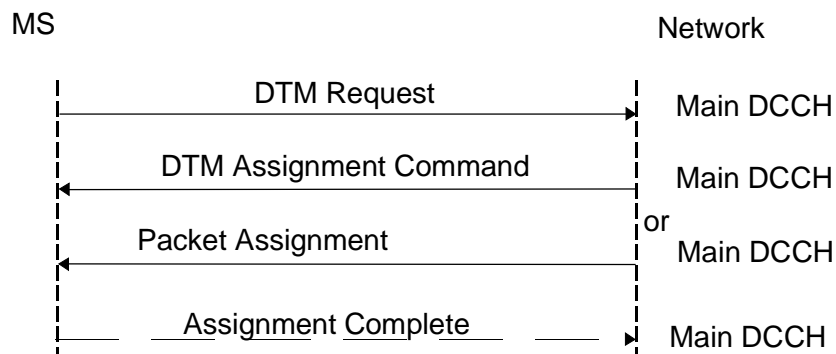 MS
Network
DTM Request
Main DCCH
DTM Assignment Command
Main DCCH
or
Packet Assignment
Main DCCH
Assignment Complete
Main DCCH